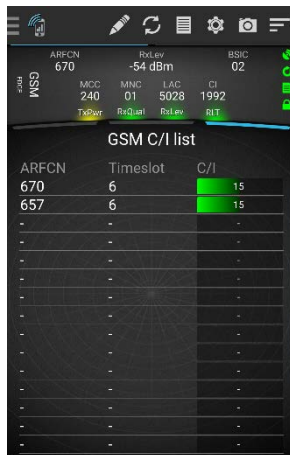 ARFCN RxLev BSIC
670 -54 dBm 02
GSM
MCC MNC LAC CI
240 01 5028 1992
TxPwr RxQual RxLev RLT
GSM C/I list
ARFCN Timeslot C/I
670 6 15
657 6 15
- - -
- - -
- - -
- - -
- - -
- - -
- - -
- - -
- - -
- - -
- - -
- - -
- - -